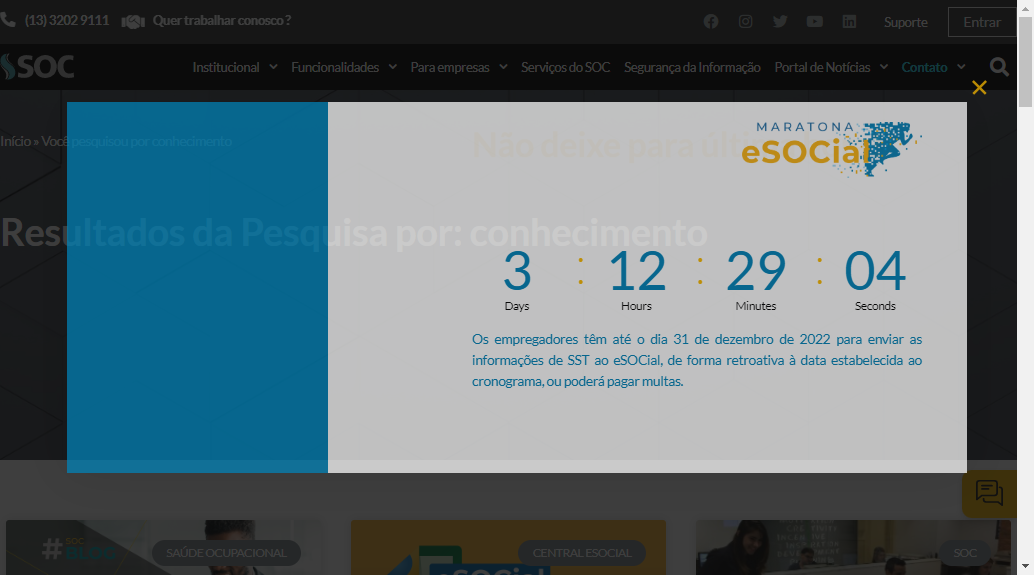 (13) 3202 9111 Quer trabalhar conosco ? Suporte Entrar
SOC Institucional Funcionalidades Para empresas Serviços do SOC Segurança da Informação Portal de Notícias Contato
×
Início » Você pesquisou por conhecimento
Não deixe para últi
MARATONA
eSOCial
Resultados da Pesquisa por: conhecimento
3 : 12 : 29 : 04
Days Hours Minutes Seconds
Os empregadores têm até o dia 31 de dezembro de 2022 para enviar as
informações de SST ao eSOCial, de forma retroativa à data estabelecida ao
cronograma, ou poderá pagar multas.
#SOC BLOG SAÚDE OCUPACIONAL CENTRAL ESOCIAL SOC
eSOCial